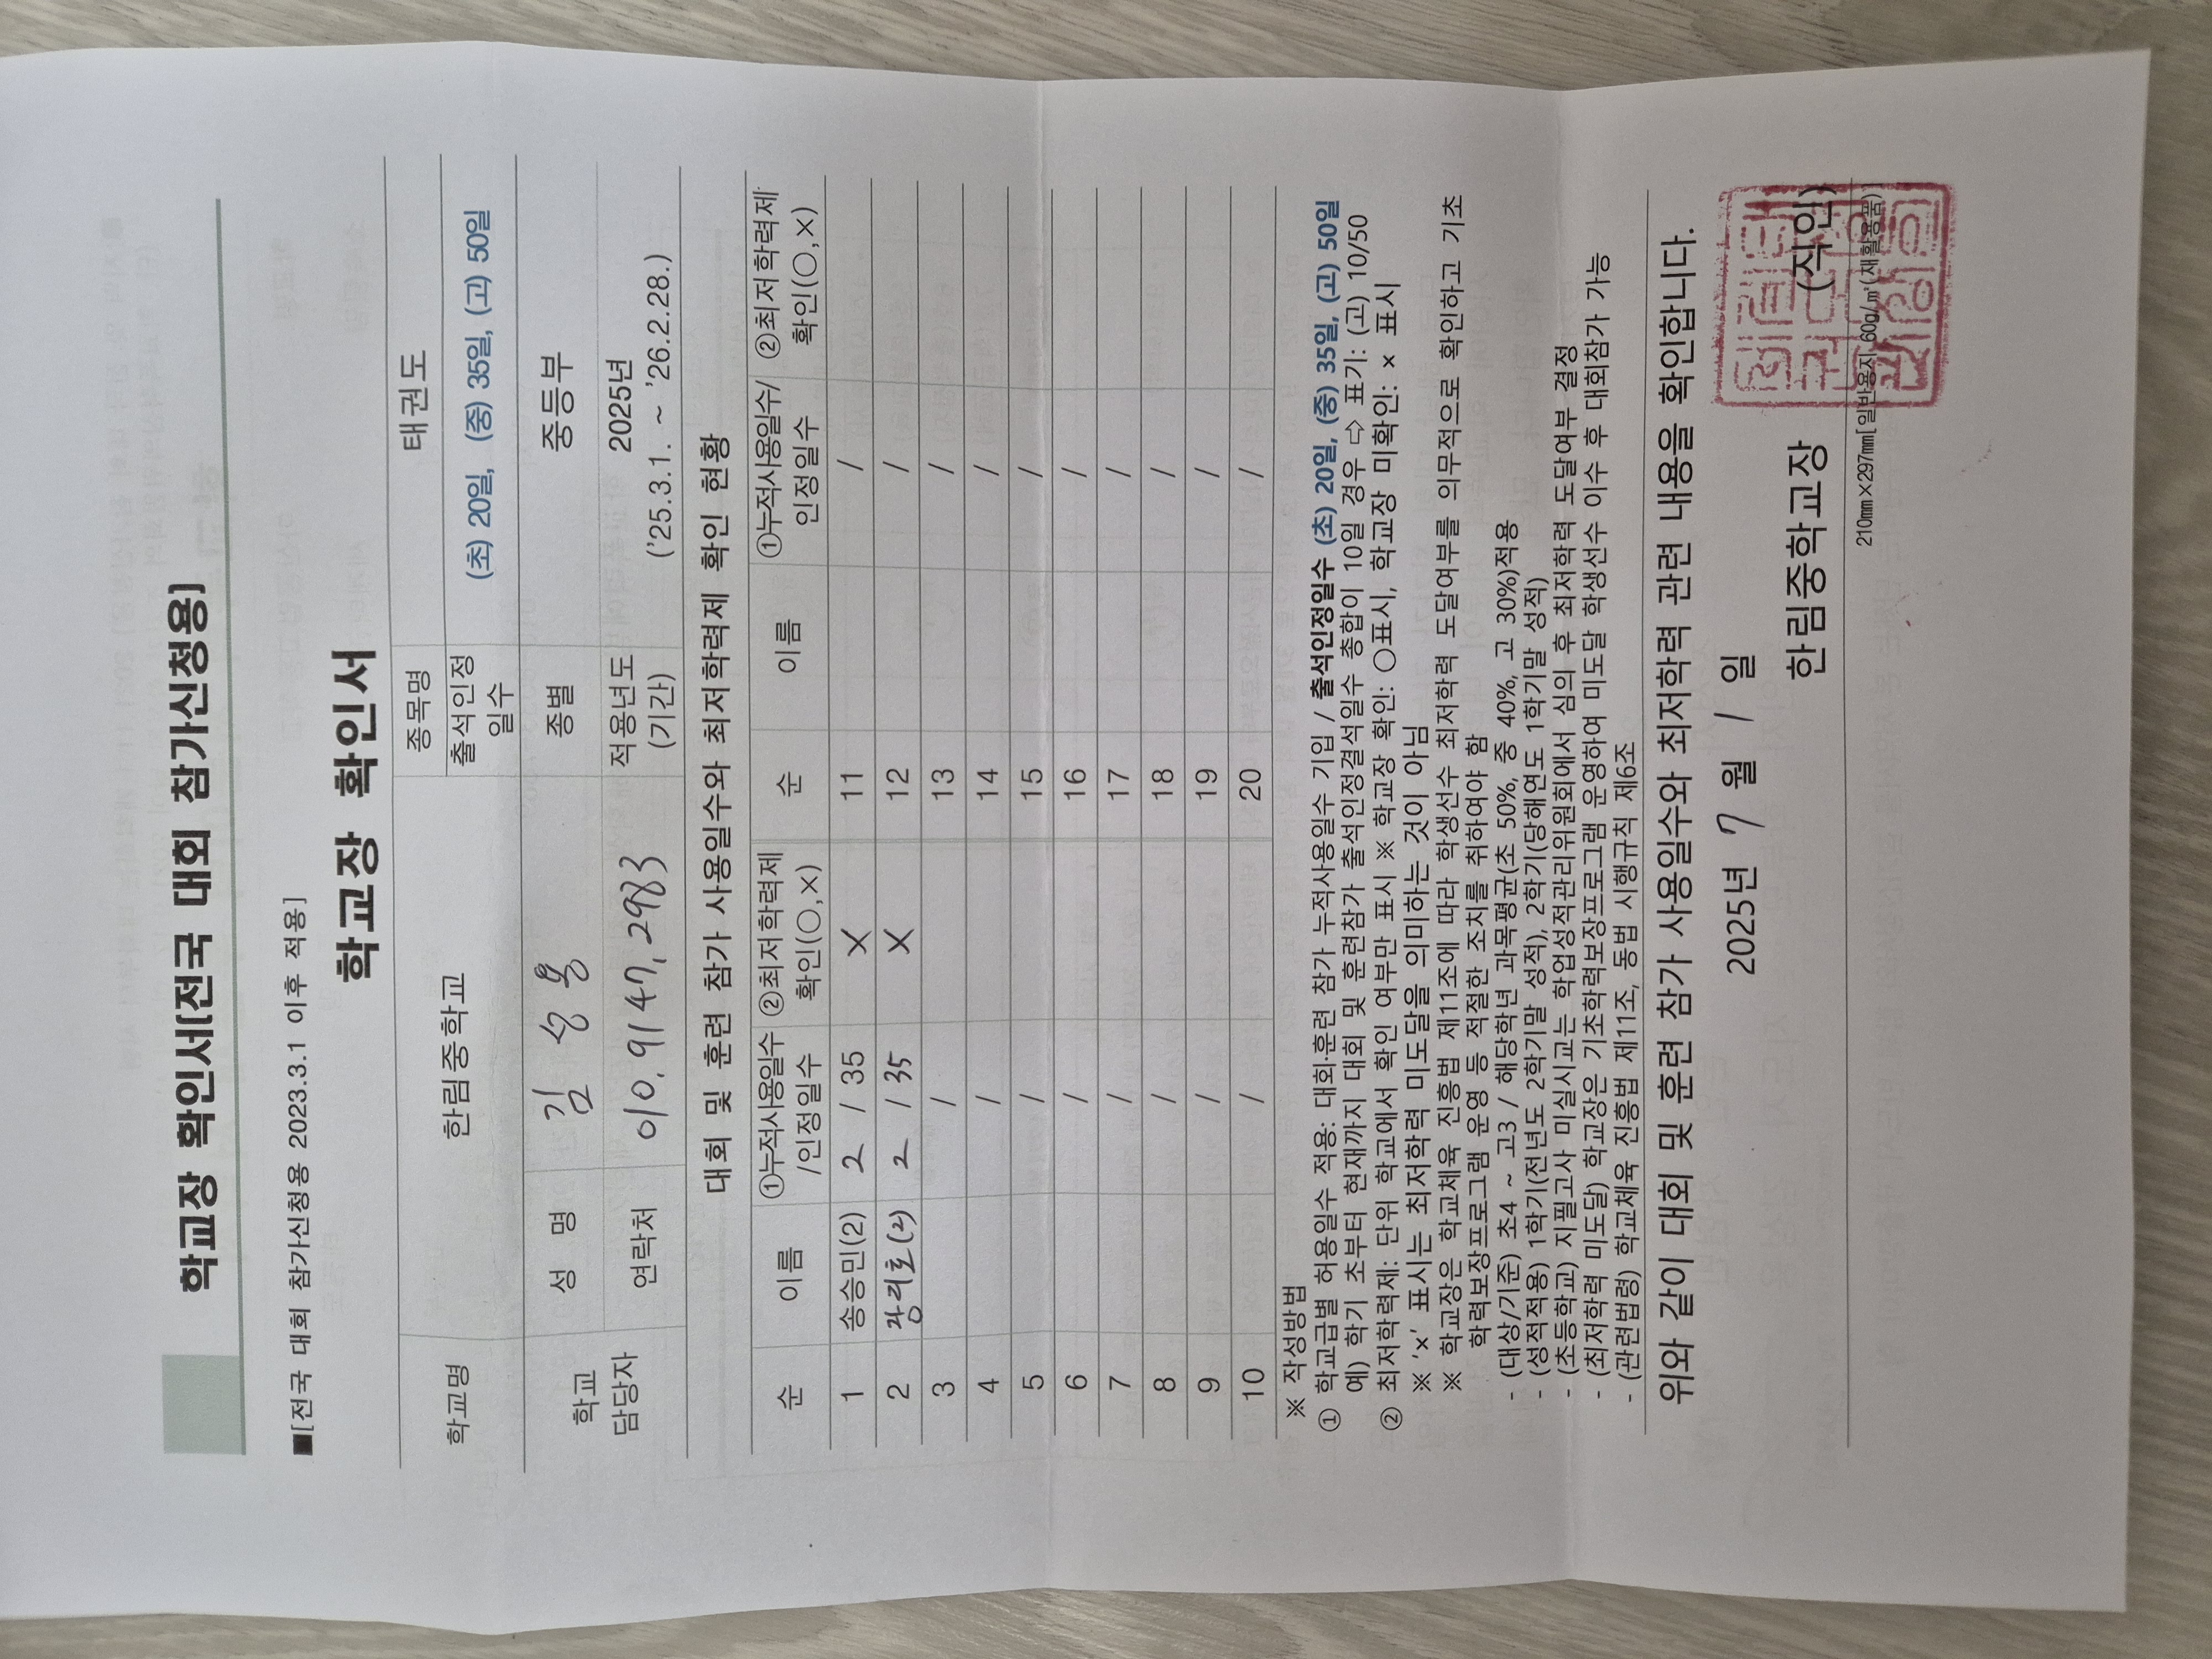 학교장 확인서(전국 대회 참가신청용)
■[전국 대회 참가신청용 2023.3.1 이후 적용]
학교장 확인서
학교명 한림중학교 종목명 태권도
출석인정일수 (초) 20일, (중) 35일, (고) 50일
학교 담당자 성 명 김 승 용 종별 중등부
연락처 010. 9147. 2983 적용년도(기간) 2025년 ('25.3.1. ~ '26.2.28.)
대회 및 훈련 참가 사용일수와 최저학력제 확인 현황
순 이름 ①누적사용일수/인정일수 ②최저학력제 확인(○,×) 순 이름 ①누적사용일수/인정일수 ②최저학력제 확인(○,×)
1 송승민(2) 2 / 35 X 11 /
2 리호(2) 2 / 35 X 12 /
3 / 13 /
4 / 14 /
5 / 15 /
6 / 16 /
7 / 17 /
8 / 18 /
9 / 19 /
10 / 20 /
※ 작성방법
① 학교급별 허용일수 적용: 대회·훈련 참가 누적사용일수 기입 / 출석인정일수 (초) 20일, (중) 35일, (고) 50일
예) 학기 초부터 현재까지 대회 및 훈련참가 출석인정결석일수 총합이 10일 경우 ⇨ 표기: (고) 10/50
② 최저학력제: 단위 학교에서 확인 여부만 표시 ※ 학교장 확인: ○표시, 학교장 미확인: × 표시
※ '×' 표시는 최저학력 미도달을 의미하는 것이 아님
※ 학교장은 학교체육 진흥법 제11조에 따라 학생선수 최저학력 도달여부를 의무적으로 확인하고 기초
학력보장프로그램 운영 등 적절한 조치를 취하여야 함
- (대상/기준) 초4 ~ 고3 / 해당학년 과목평균(초 50%, 중 40%, 고 30%)적용
- (성적적용) 1학기(전년도 2학기말 성적), 2학기(당해연도 1학기말 성적)
- (초등학교) 지필고사 미실시교는 학업성적관리위원회에서 심의 후 최저학력 도달여부 결정
- (최저학력 미도달) 학교장은 기초학력보장프로그램 운영하여 미도달 학생선수 이수 후 대회참가 가능
- (관련법령) 학교체육 진흥법 제11조, 동법 시행규칙 제6조
위와 같이 대회 및 훈련 참가 사용일수와 최저학력 관련 내용을 확인합니다.
2025년 7 월 1 일
한림중학교장 (직인)
210㎜×297㎜[일반용지 60g/㎡(재활용품)]